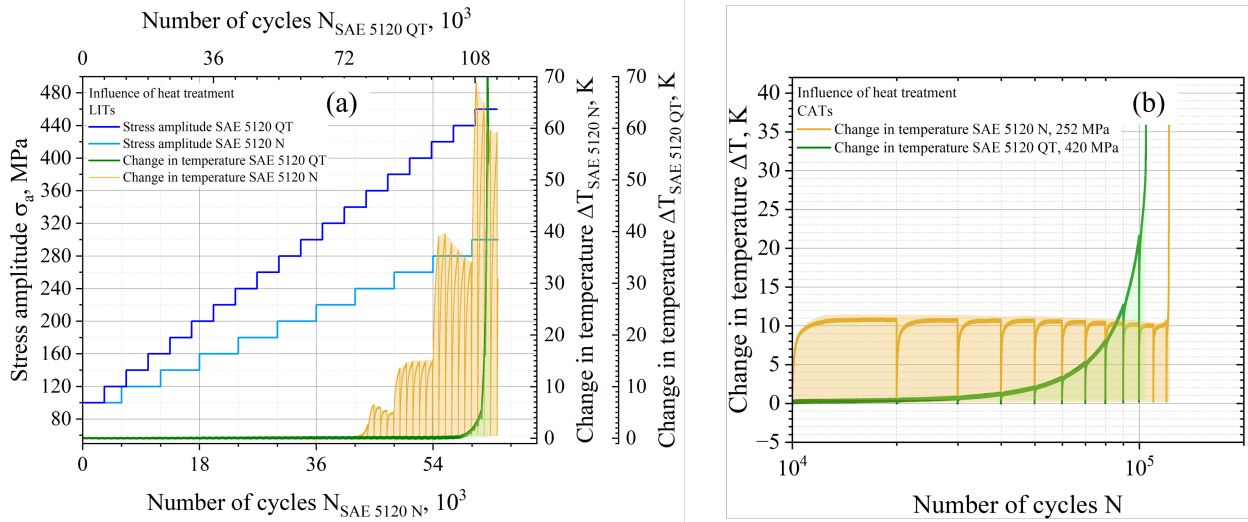 Number of cycles N_SAE 5120 QT, 10^3
0 36 72 108
480
440
400
360
320
280
240
200
160
120
80
Stress amplitude σ_a, MPa
Influence of heat treatment
LITs
(a)
Stress amplitude SAE 5120 QT
Stress amplitude SAE 5120 N
Change in temperature SAE 5120 QT
Change in temperature SAE 5120 N
0 18 36 54
Number of cycles N_SAE 5120 N, 10^3
70
60
50
40
30
20
10
0
Change in temperature ΔT_SAE 5120 N, K
70
60
50
40
30
20
10
0
Change in temperature ΔT_SAE 5120 QT, K
40
35
30
25
20
15
10
5
0
−5
Change in temperature ΔT, K
Influence of heat treatment
CATs
(b)
Change in temperature SAE 5120 N, 252 MPa
Change in temperature SAE 5120 QT, 420 MPa
10^4 10^5
Number of cycles N